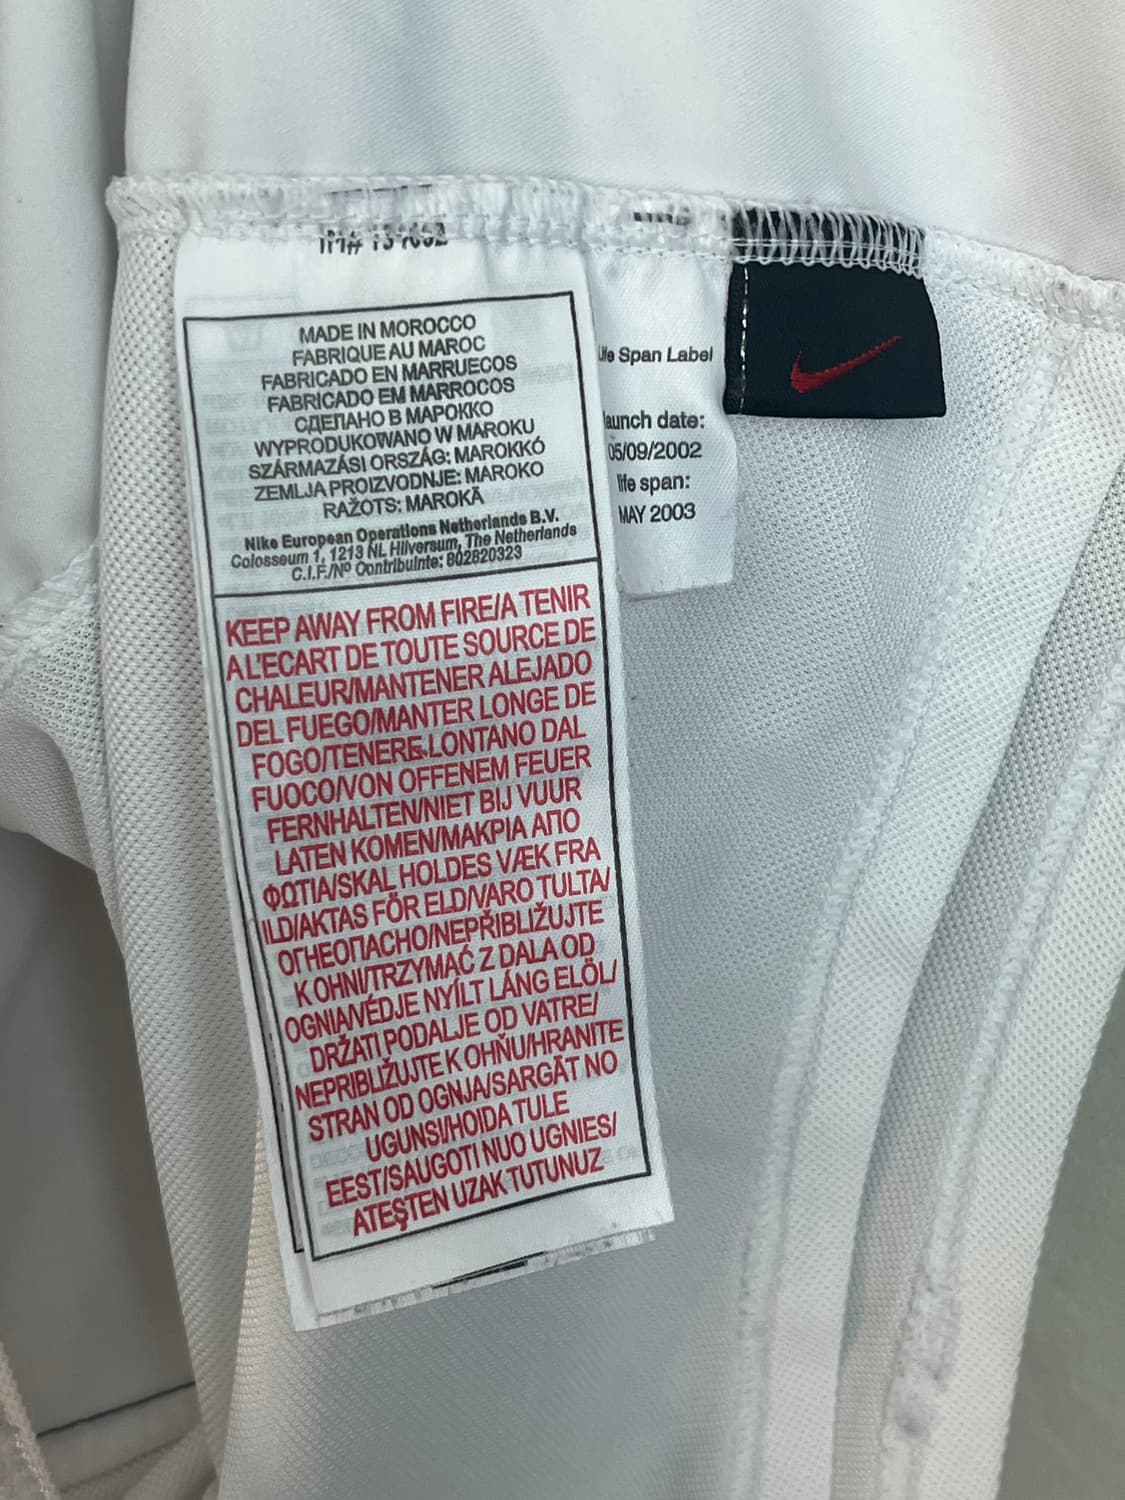 MADE IN MOROCCO
FABRIQUE AU MAROC
FABRICADO EN MARRUECOS
FABRICADO EM MARROCOS
СДЕЛАНО В МАРОККО
WYPRODUKOWANO W MAROKU
SZÁRMAZÁSI ORSZÁG: MAROKKÓ
ZEMLJA PROIZVODNJE: MAROKO
RAŽOTS: MAROKĀ
Nike European Operations Netherlands B.V.
Colosseum 1, 1213 NL Hilversum, The Netherlands
C.I.F./Nº Contribuinte: 802820323
KEEP AWAY FROM FIRE/A TENIR
A L'ECART DE TOUTE SOURCE DE
CHALEUR/MANTENER ALEJADO
DEL FUEGO/MANTER LONGE DE
FOGO/TENERE LONTANO DAL
FUOCO/VON OFFENEM FEUER
FERNHALTEN/NIET BIJ VUUR
LATEN KOMEN/ΜΑΚΡΙΑ ΑΠΟ
ΦΩΤΙΑ/SKAL HOLDES VÆK FRA
ILD/AKTAS FÖR ELD/VARO TULTA/
ОГНЕОПАСНО/NEPŘIBLIŽUJTE
K OHNI/TRZYMAĆ Z DALA OD
OGNIA/VÉDJE NYÍLT LÁNG ELÖL/
DRŽATI PODALJE OD VATRE/
NEPRIBLIŽUJTE K OHŇU/HRANITE
STRAN OD OGNJA/SARGĀT NO
UGUNSI/HOIDA TULE
EEST/SAUGOTI NUO UGNIES/
ATEŞTEN UZAK TUTUNUZ
Life Span Label
launch date:
05/09/2002
life span:
MAY 2003